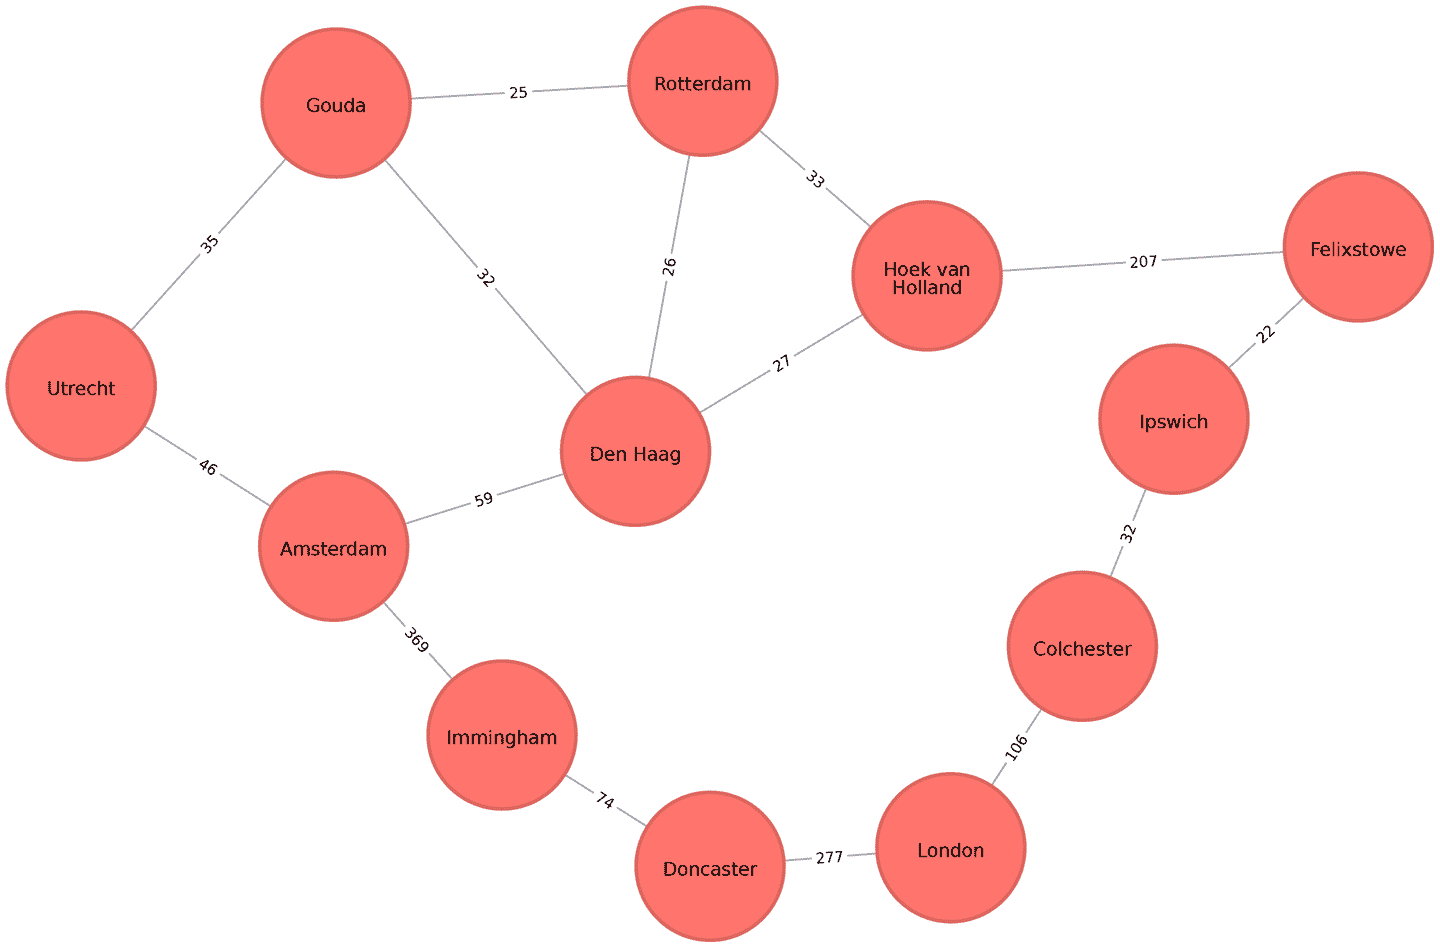 Rotterdam
Gouda
25
33
35
32
26
Felixstowe
207
Hoek van
Holland
22
27
Utrecht
Ipswich
46
Den Haag
59
32
Amsterdam
369
Colchester
Immingham
106
74
London
277
Doncaster